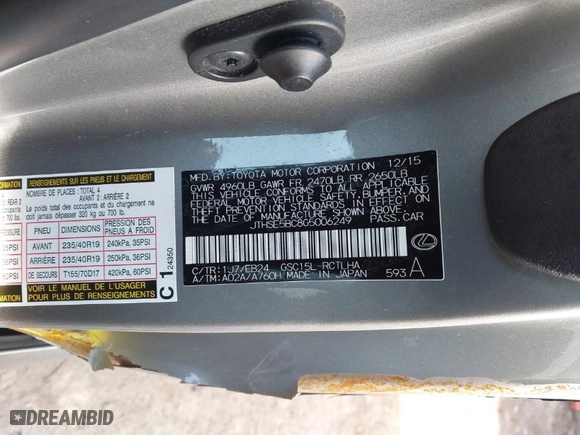 RENSEIGNEMENTS SUR LES PNEUS ET LE CHARGEMENT
NOMBRE DE PLACES: TOTAL 4
AVANT 2: ARRIÈRE 2
Le poids total des occupants et du chargement ne
doit jamais dépasser 320 kg ou 700 lb.
PNEU DIMENSIONS PRESSION
AVANT 235/40R19 240kPa, 35PSI
ARRIÈRE 235/40R19 250kPa, 36PSI
DE SECOURS T155/70D17 420kPa, 60PSI
VOIR LE MANUEL DE L'USAGER
POUR PLUS DE RENSEIGNEMENTS
C1
24350
REAR 2
700 lbs.
MFD.BY:TOYOTA MOTOR CORPORATION 12/15
GVWR 4960LB GAWR FR 2470LB RR 2650LB
THIS VEHICLE CONFORMS TO ALL APPLICABLE
FEDERAL MOTOR VEHICLE SAFETY, BUMPER, AND
THEFT PREVENTION STANDARDS IN EFFECT ON
THE DATE OF MANUFACTURE SHOWN ABOVE.
JTHSE5BC8G5006229 PASS.CAR
C/TR:1J7/EB24 GSC15L-RCTLHA
A/TM:A02A/A760H MADE IN JAPAN 593 A
DREAMBID